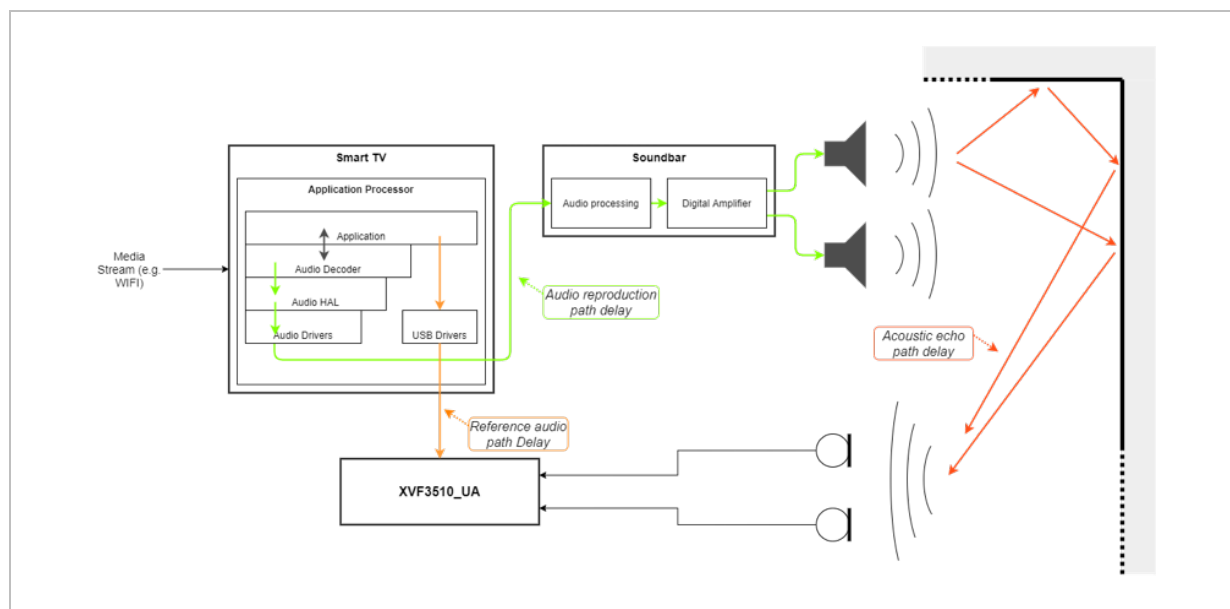 Smart TV
Application Processor
Application
Audio Decoder
Audio HAL
Audio Drivers
USB Drivers
Media
Stream (e.g.
WIFI)
Soundbar
Audio processing
Digital Amplifier
Audio reproduction
path delay
Acoustic echo
path delay
Reference audio
path Delay
XVF3510_UA